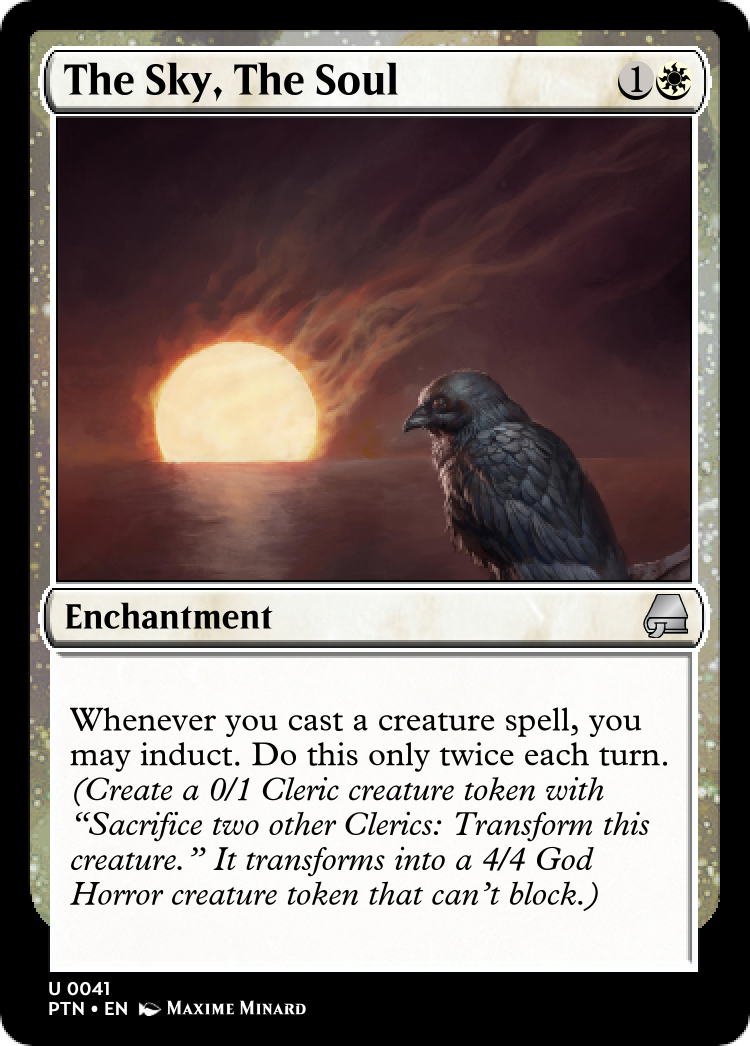 The Sky, The Soul 1
Enchantment
Whenever you cast a creature spell, you
may induct. Do this only twice each turn.
(Create a 0/1 Cleric creature token with
“Sacrifice two other Clerics: Transform this
creature.” It transforms into a 4/4 God
Horror creature token that can’t block.)
U 0041
PTN • EN Maxime Minard